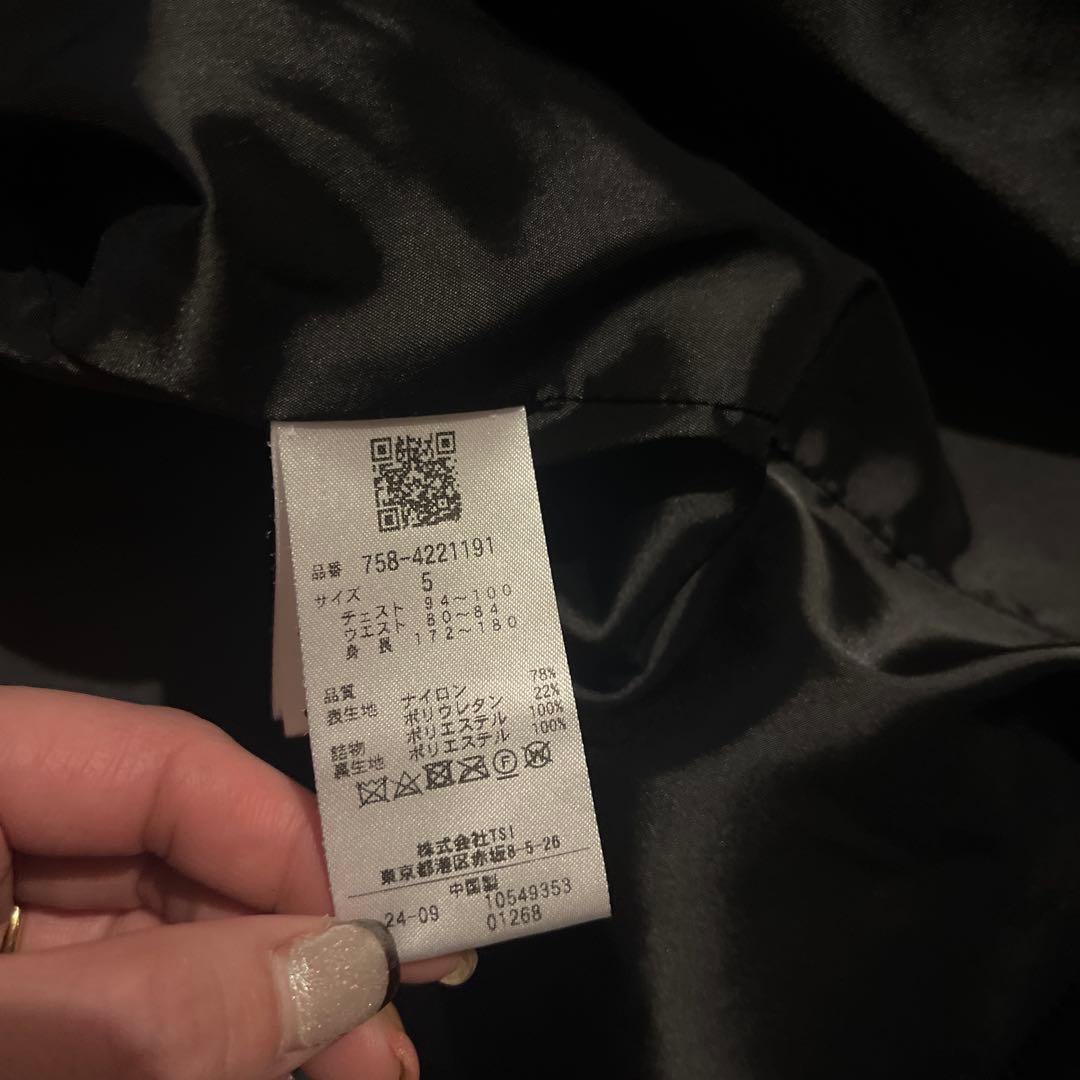 品番 758-4221191
サイズ 5
チェスト 94~100
ウエスト 80~84
身長 172~180
品質
表生地 ナイロン 78%
ポリウレタン 22%
詰物 ポリエステル 100%
裏生地 ポリエステル 100%
株式会社TSI
東京都港区赤坂8-5-26
中国製
24-09 10549353
01268